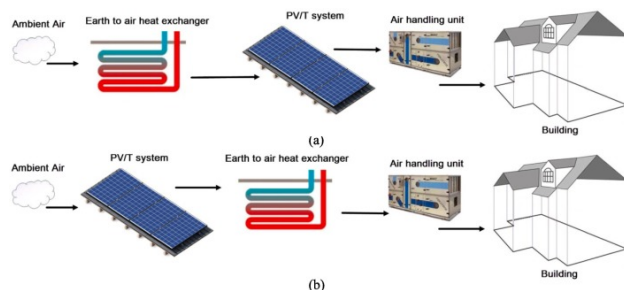 Ambient Air
Earth to air heat exchanger
PV/T system
Air handling unit
Building
(a)
Ambient Air
PV/T system
Earth to air heat exchanger
Air handling unit
Building
(b)